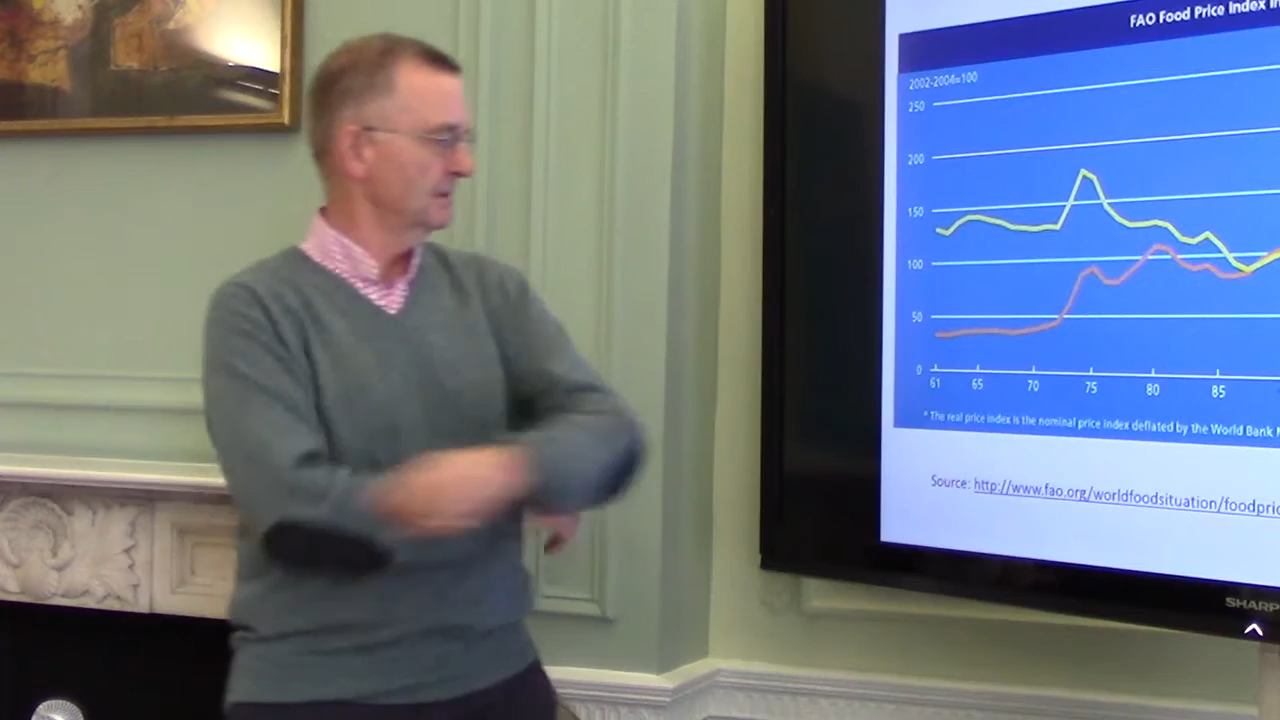 FAO Food Price Index in
2002-2004=100
250
200
150
100
50
0
61 65 70 75 80 85
* The real price index is the nominal price index deflated by the World Bank
Source: http://www.fao.org/worldfoodsituation/foodpric
SHARP